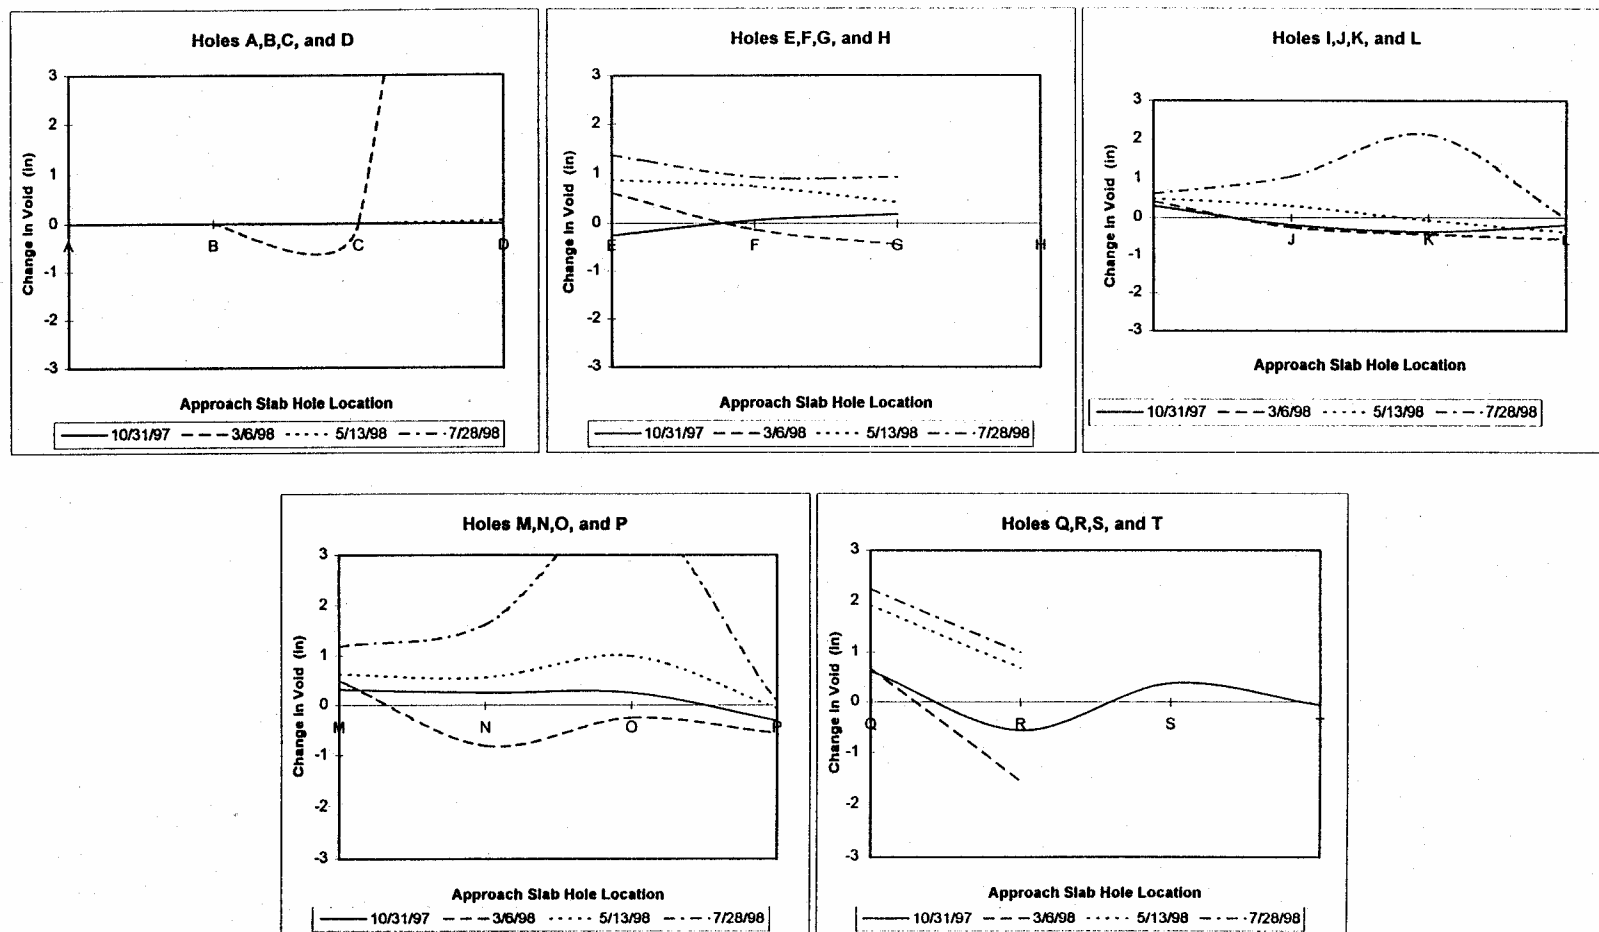 Holes A,B,C, and D
3
2
1
0
-1
-2
-3
Change In Void (in)
A B C D
Approach Slab Hole Location
10/31/97 3/6/98 5/13/98 7/28/98
Holes E,F,G, and H
3
2
1
0
-1
-2
-3
Change In Void (in)
E F G H
Approach Slab Hole Location
10/31/97 3/6/98 5/13/98 7/28/98
Holes I,J,K, and L
3
2
1
0
-1
-2
-3
Change In Void (in)
J K L
Approach Slab Hole Location
10/31/97 3/6/98 5/13/98 7/28/98
Holes M,N,O, and P
3
2
1
0
-1
-2
-3
Change In Void (in)
M N O P
Approach Slab Hole Location
10/31/97 3/6/98 5/13/98 7/28/98
Holes Q,R,S, and T
3
2
1
0
-1
-2
-3
Change In Void (in)
Q R S T
Approach Slab Hole Location
10/31/97 3/6/98 5/13/98 7/28/98